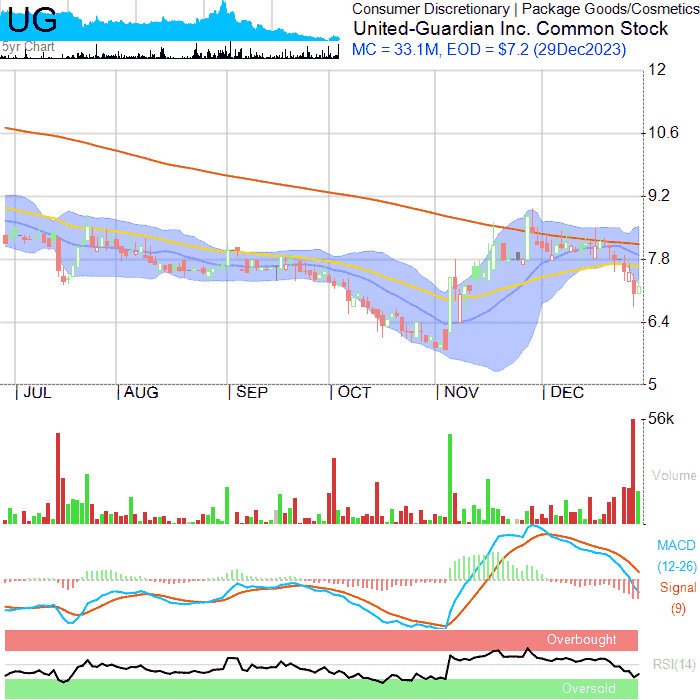 UG
5yr Chart
Consumer Discretionary | Package Goods/Cosmetics
United-Guardian Inc. Common Stock
MC = 33.1M, EOD = $7.2 (29Dec2023)
12
10.6
9.2
7.8
6.4
5
JUL AUG SEP OCT NOV DEC
56k
Volume
MACD
(12-26)
Signal
(9)
Overbought
RSI(14)
Oversold